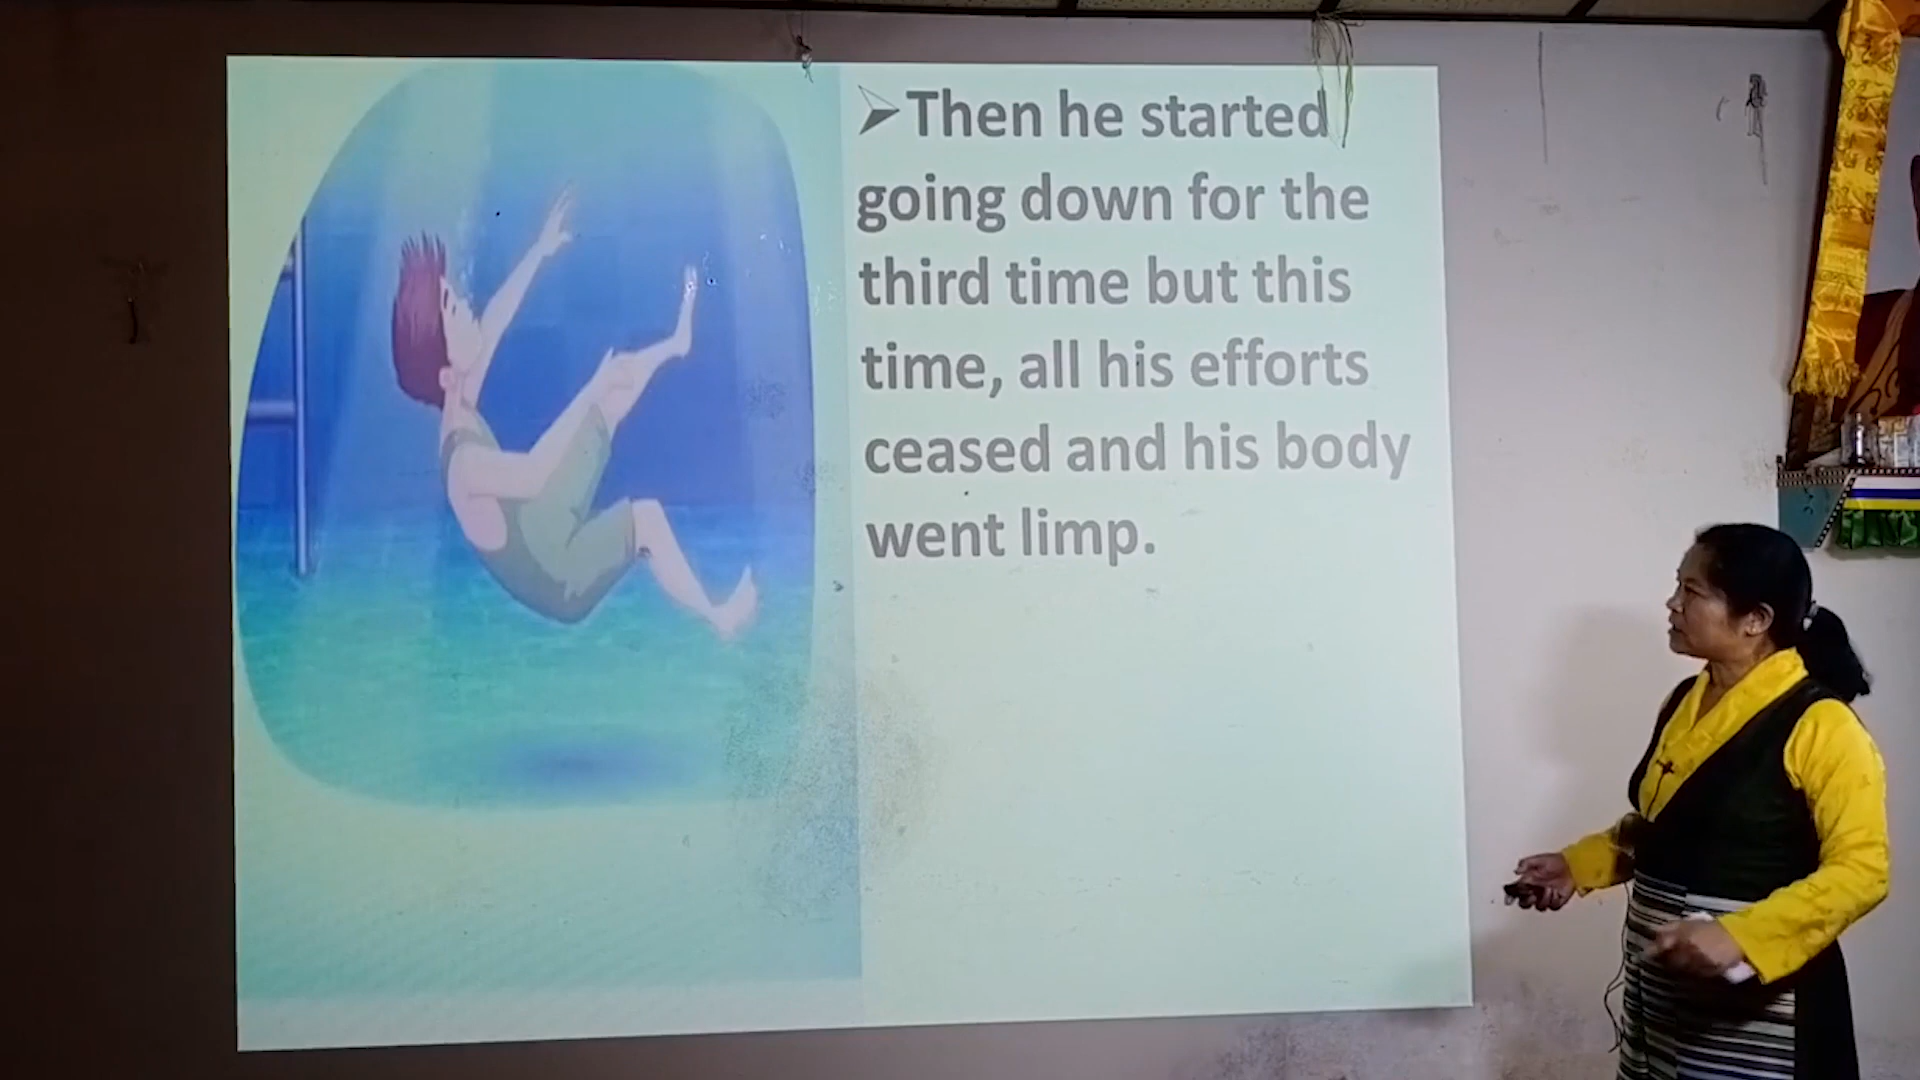 ➢Then he started
going down for the
third time but this
time, all his efforts
ceased and his body
went limp.